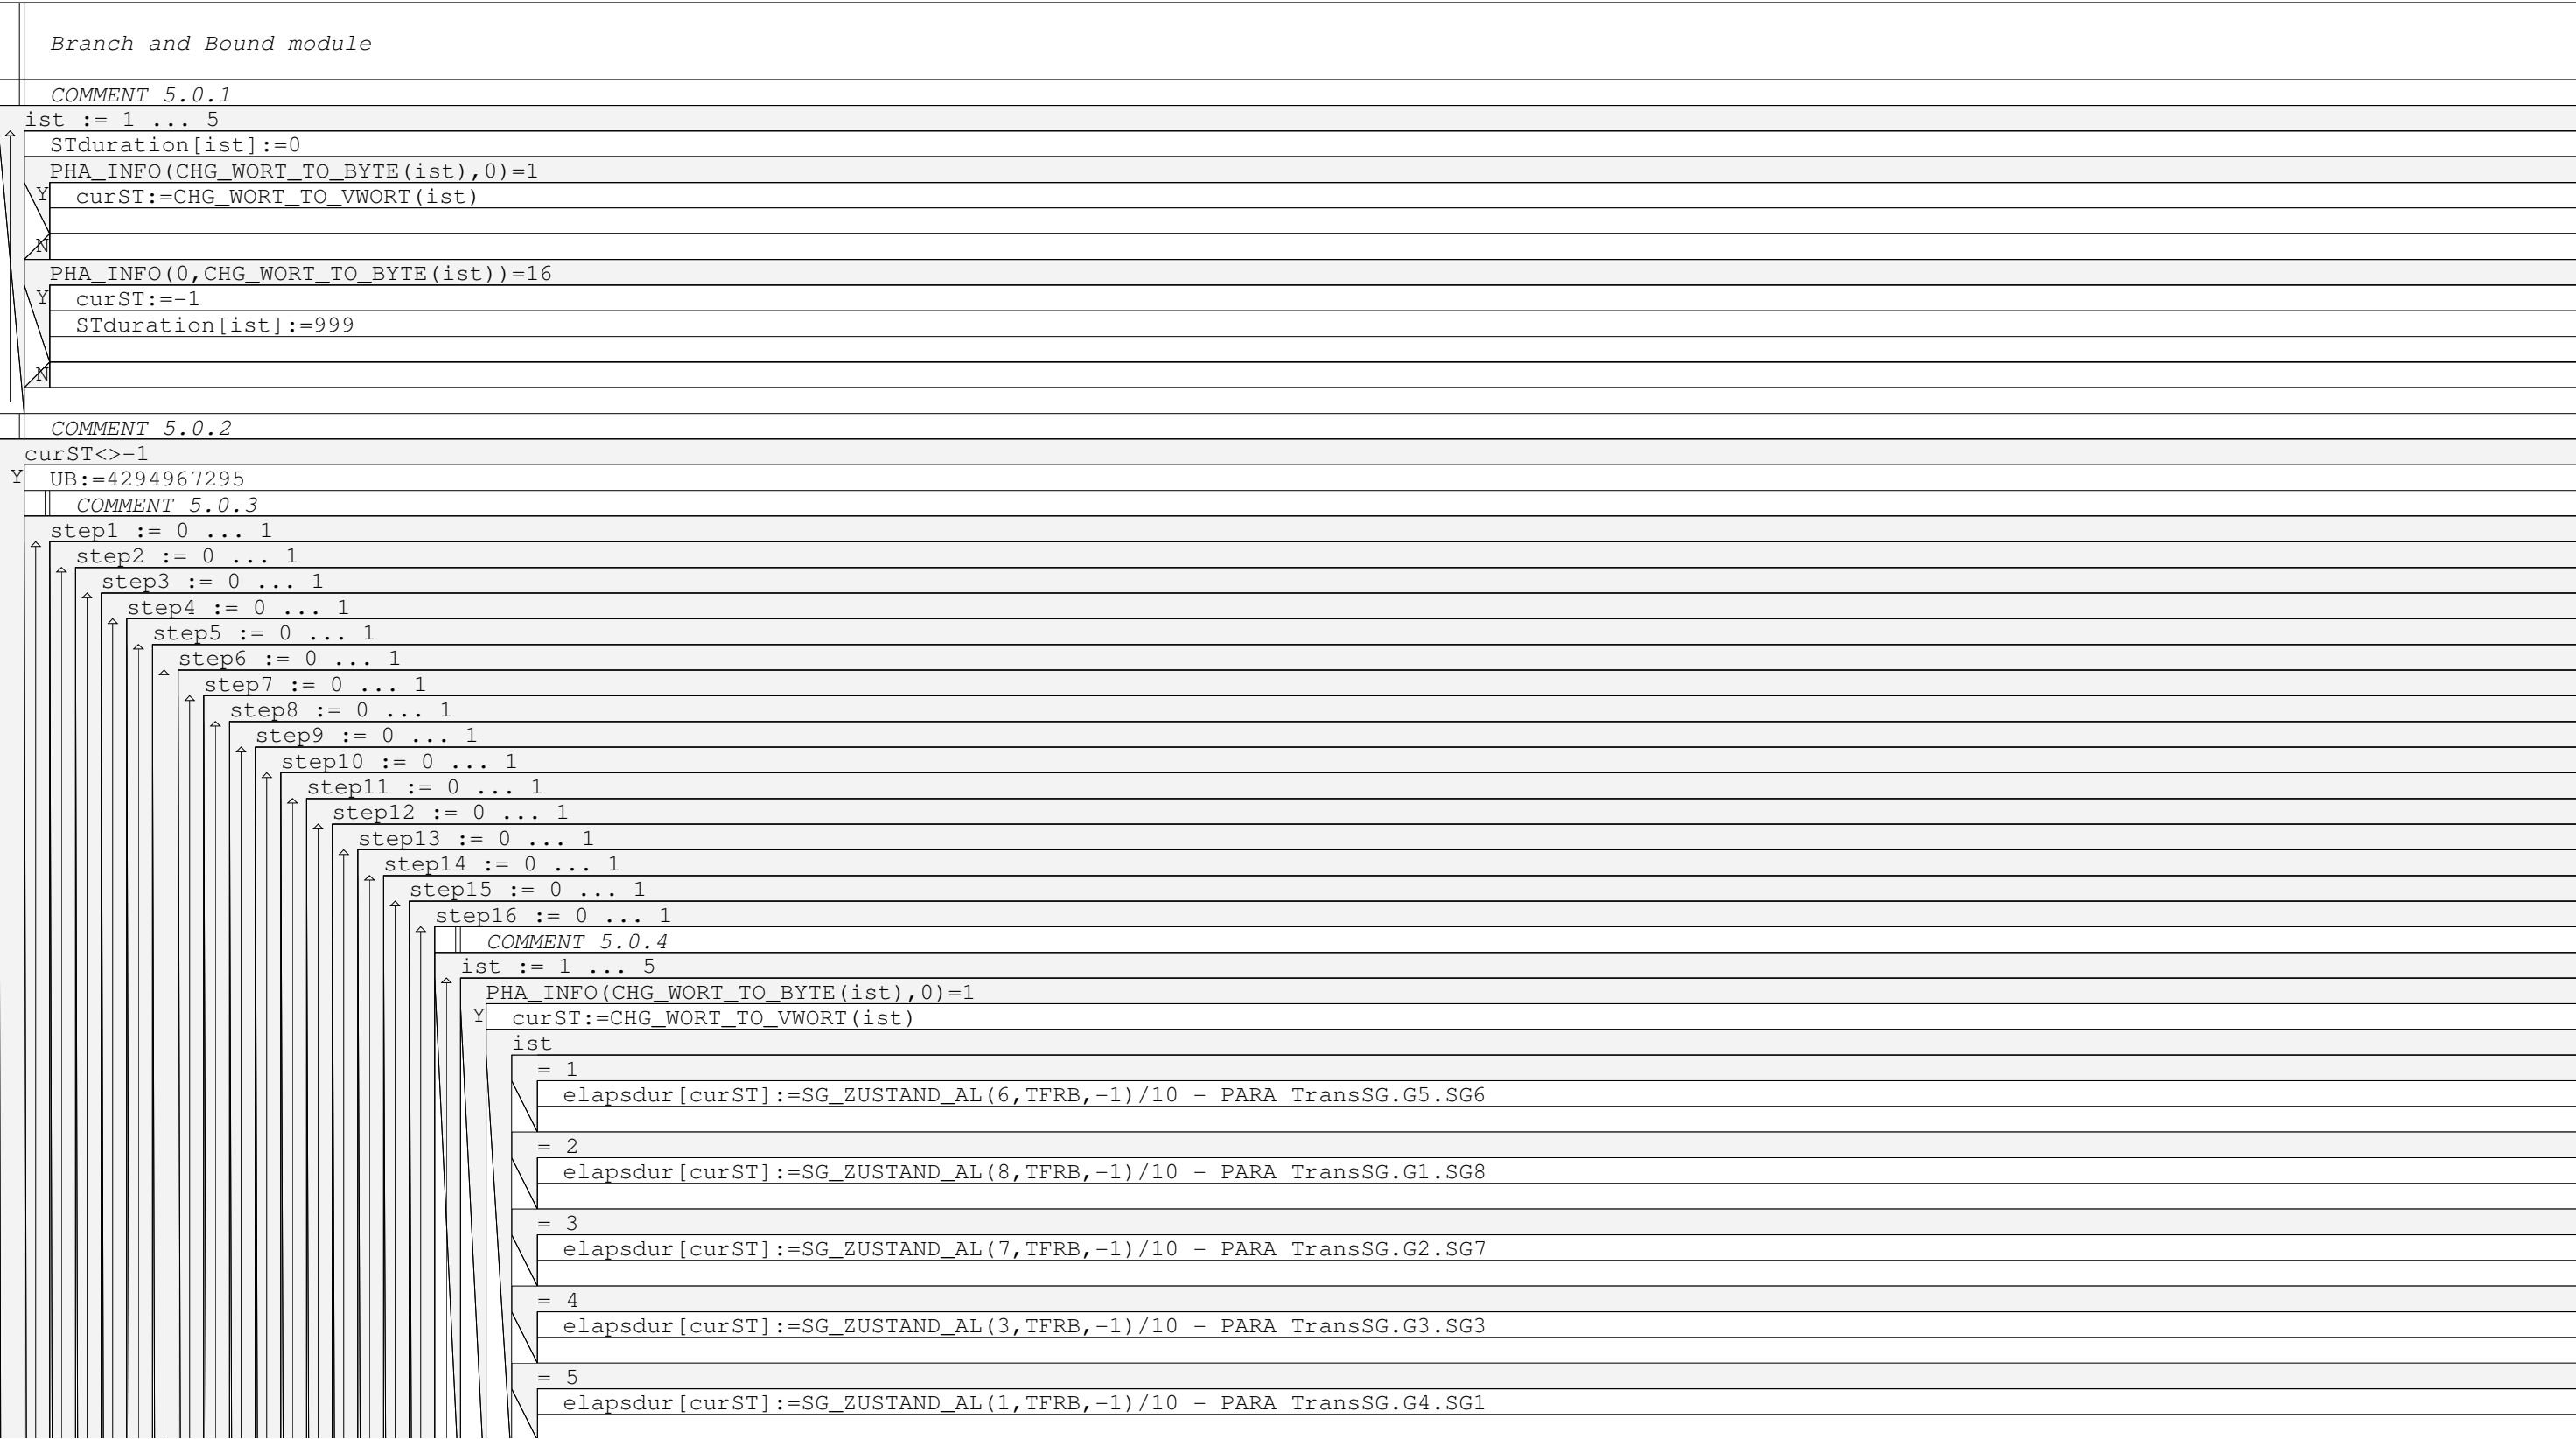 Branch and Bound module
COMMENT 5.0.1
ist := 1 ... 5
STduration[ist]:=0
PHA_INFO(CHG_WORT_TO_BYTE(ist),0)=1
Y curST:=CHG_WORT_TO_VWORT(ist)
N
PHA_INFO(0,CHG_WORT_TO_BYTE(ist))=16
Y curST:=-1
STduration[ist]:=999
N
COMMENT 5.0.2
curST<>-1
Y UB:=4294967295
COMMENT 5.0.3
step1 := 0 ... 1
step2 := 0 ... 1
step3 := 0 ... 1
step4 := 0 ... 1
step5 := 0 ... 1
step6 := 0 ... 1
step7 := 0 ... 1
step8 := 0 ... 1
step9 := 0 ... 1
step10 := 0 ... 1
step11 := 0 ... 1
step12 := 0 ... 1
step13 := 0 ... 1
step14 := 0 ... 1
step15 := 0 ... 1
step16 := 0 ... 1
COMMENT 5.0.4
ist := 1 ... 5
PHA_INFO(CHG_WORT_TO_BYTE(ist),0)=1
Y curST:=CHG_WORT_TO_VWORT(ist)
ist
= 1
elapsdur[curST]:=SG_ZUSTAND_AL(6,TFRB,-1)/10 - PARA TransSG.G5.SG6
= 2
elapsdur[curST]:=SG_ZUSTAND_AL(8,TFRB,-1)/10 - PARA TransSG.G1.SG8
= 3
elapsdur[curST]:=SG_ZUSTAND_AL(7,TFRB,-1)/10 - PARA TransSG.G2.SG7
= 4
elapsdur[curST]:=SG_ZUSTAND_AL(3,TFRB,-1)/10 - PARA TransSG.G3.SG3
= 5
elapsdur[curST]:=SG_ZUSTAND_AL(1,TFRB,-1)/10 - PARA TransSG.G4.SG1